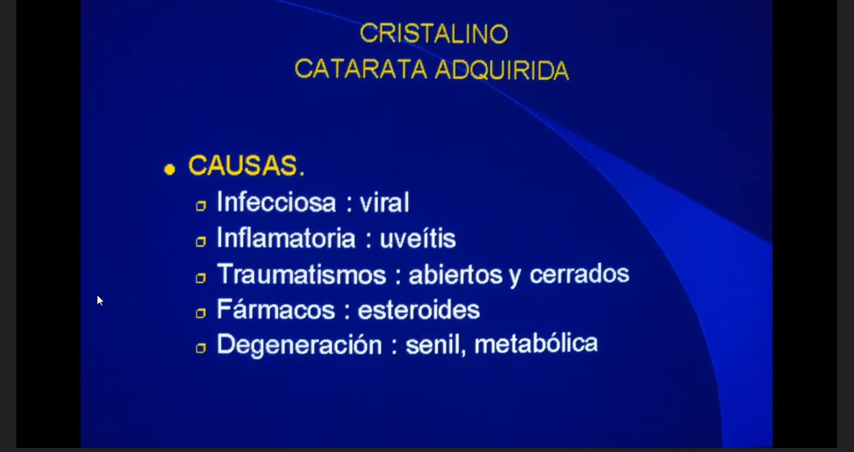 CRISTALINO
CATARATA ADQUIRIDA
CAUSAS.
Infecciosa : viral
Inflamatoria : uveítis
Traumatismos : abiertos y cerrados
Fármacos : esteroides
Degeneración : senil, metabólica